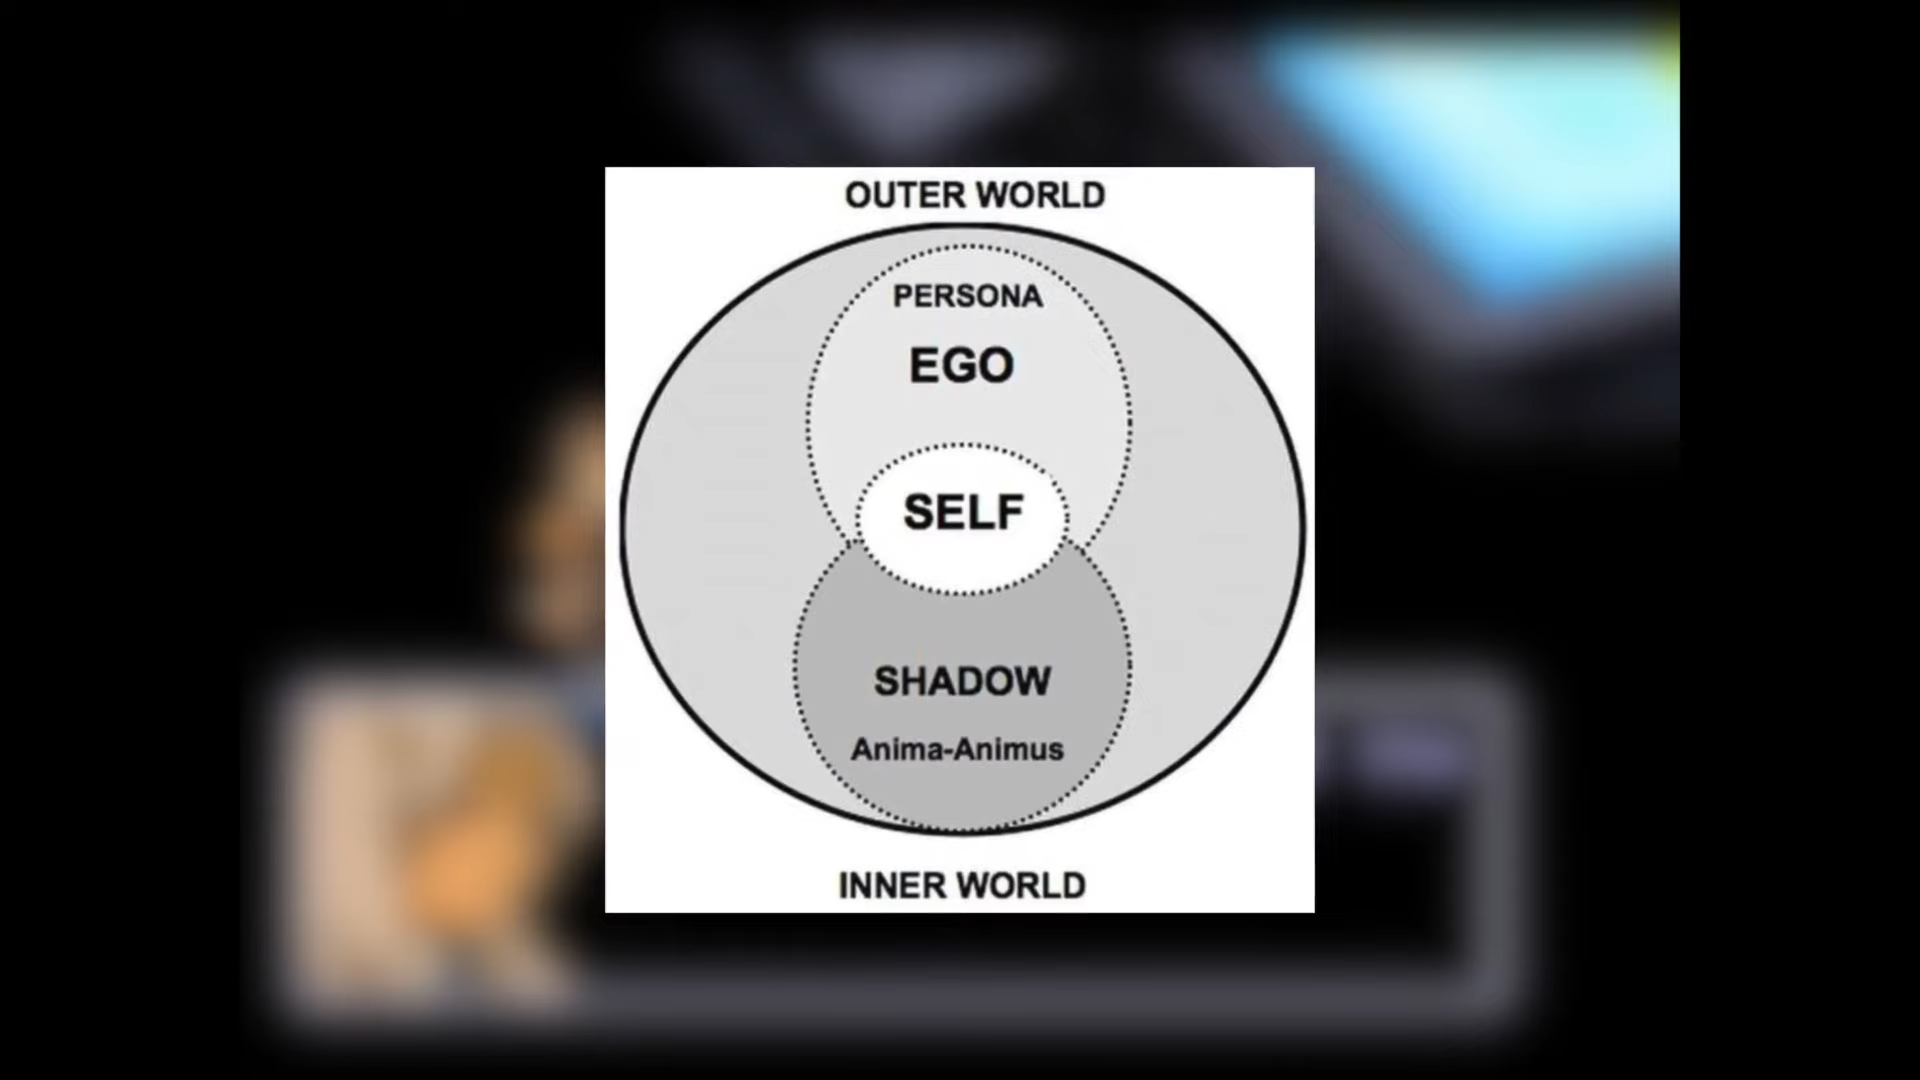 OUTER WORLD
PERSONA
EGO
SELF
SHADOW
Anima-Animus
INNER WORLD